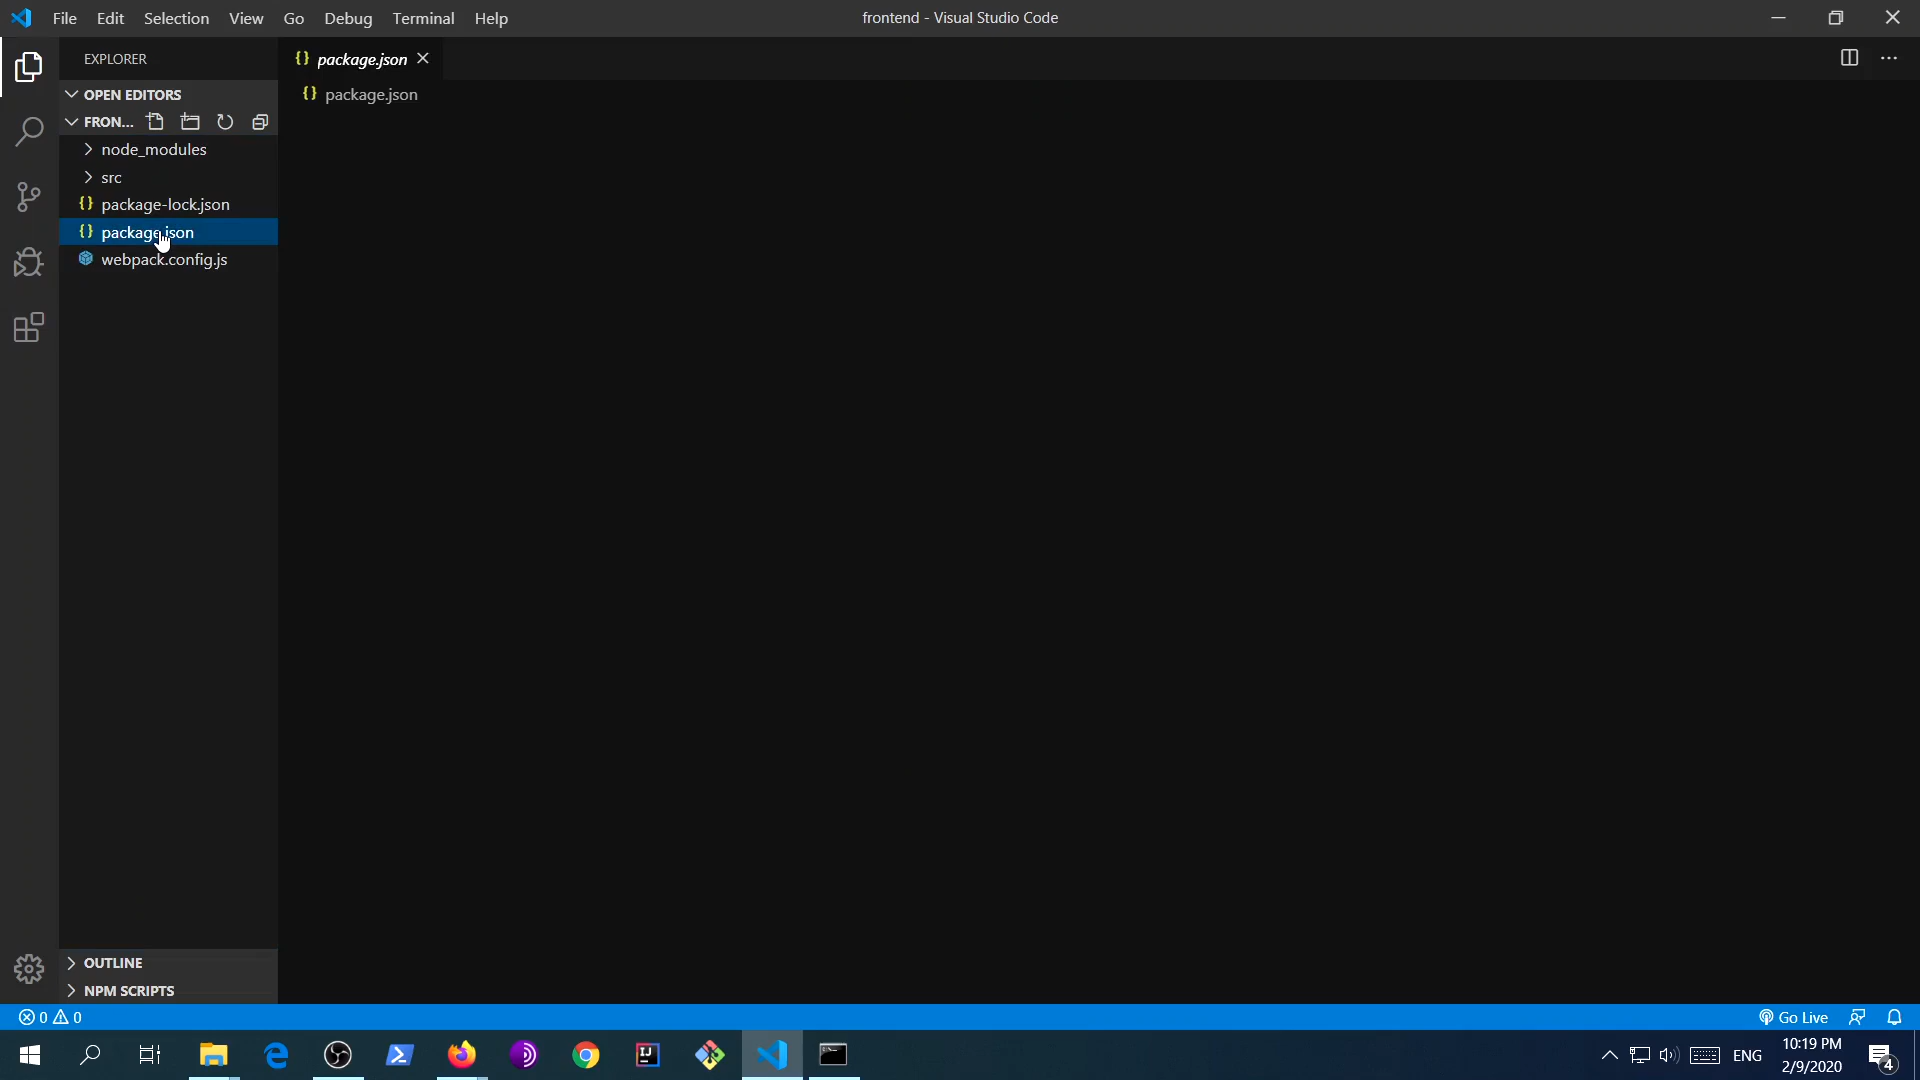 File Edit Selection View Go Debug Terminal Help
frontend - Visual Studio Code
EXPLORER
package.json
OPEN EDITORS
package.json
FRON...
node_modules
src
package-lock.json
package.json
webpack.config.js
OUTLINE
NPM SCRIPTS
0 0
Go Live
ENG
10:19 PM
2/9/2020
4